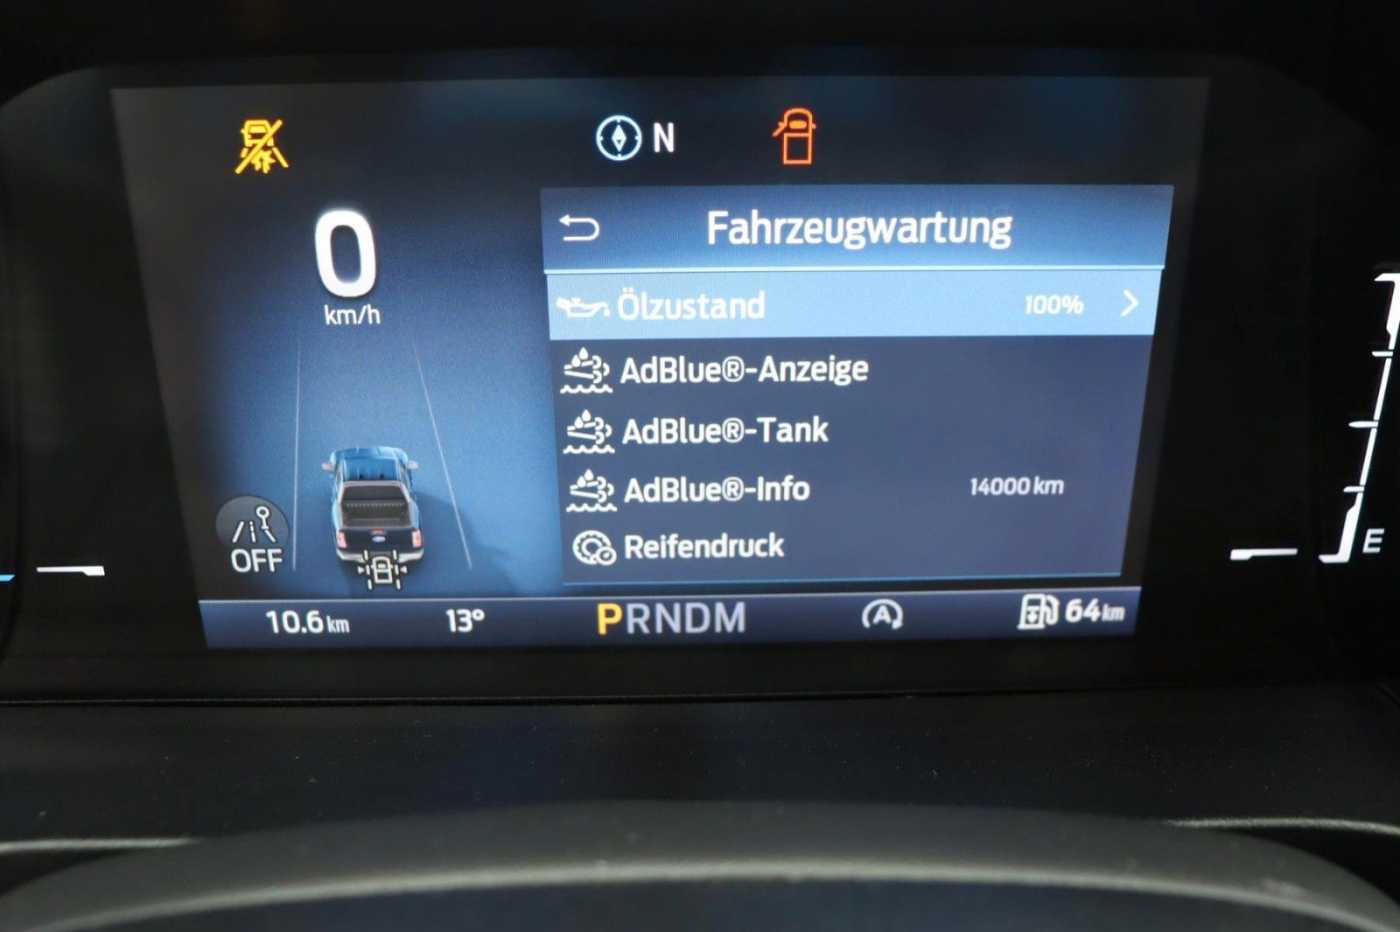 N
0
km/h
Fahrzeugwartung
Ölzustand 100%
AdBlue®-Anzeige
AdBlue®-Tank
AdBlue®-Info 14000 km
Reifendruck
OFF
E
10.6 km 13° PRNDM A 64 km